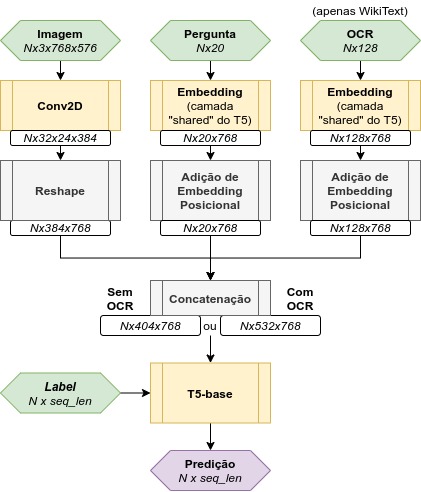 (apenas WikiText)
Imagem
Nx3x768x576
Pergunta
Nx20
OCR
Nx128
Conv2D
Nx32x24x384
Embedding
(camada
"shared" do T5)
Nx20x768
Embedding
(camada
"shared" do T5)
Nx128x768
Reshape
Nx384x768
Adição de
Embedding
Posicional
Nx20x768
Adição de
Embedding
Posicional
Nx128x768
Sem
OCR
Concatenação
Com
OCR
Nx404x768 ou Nx532x768
Label
N x seq_len
T5-base
Predição
N x seq_len